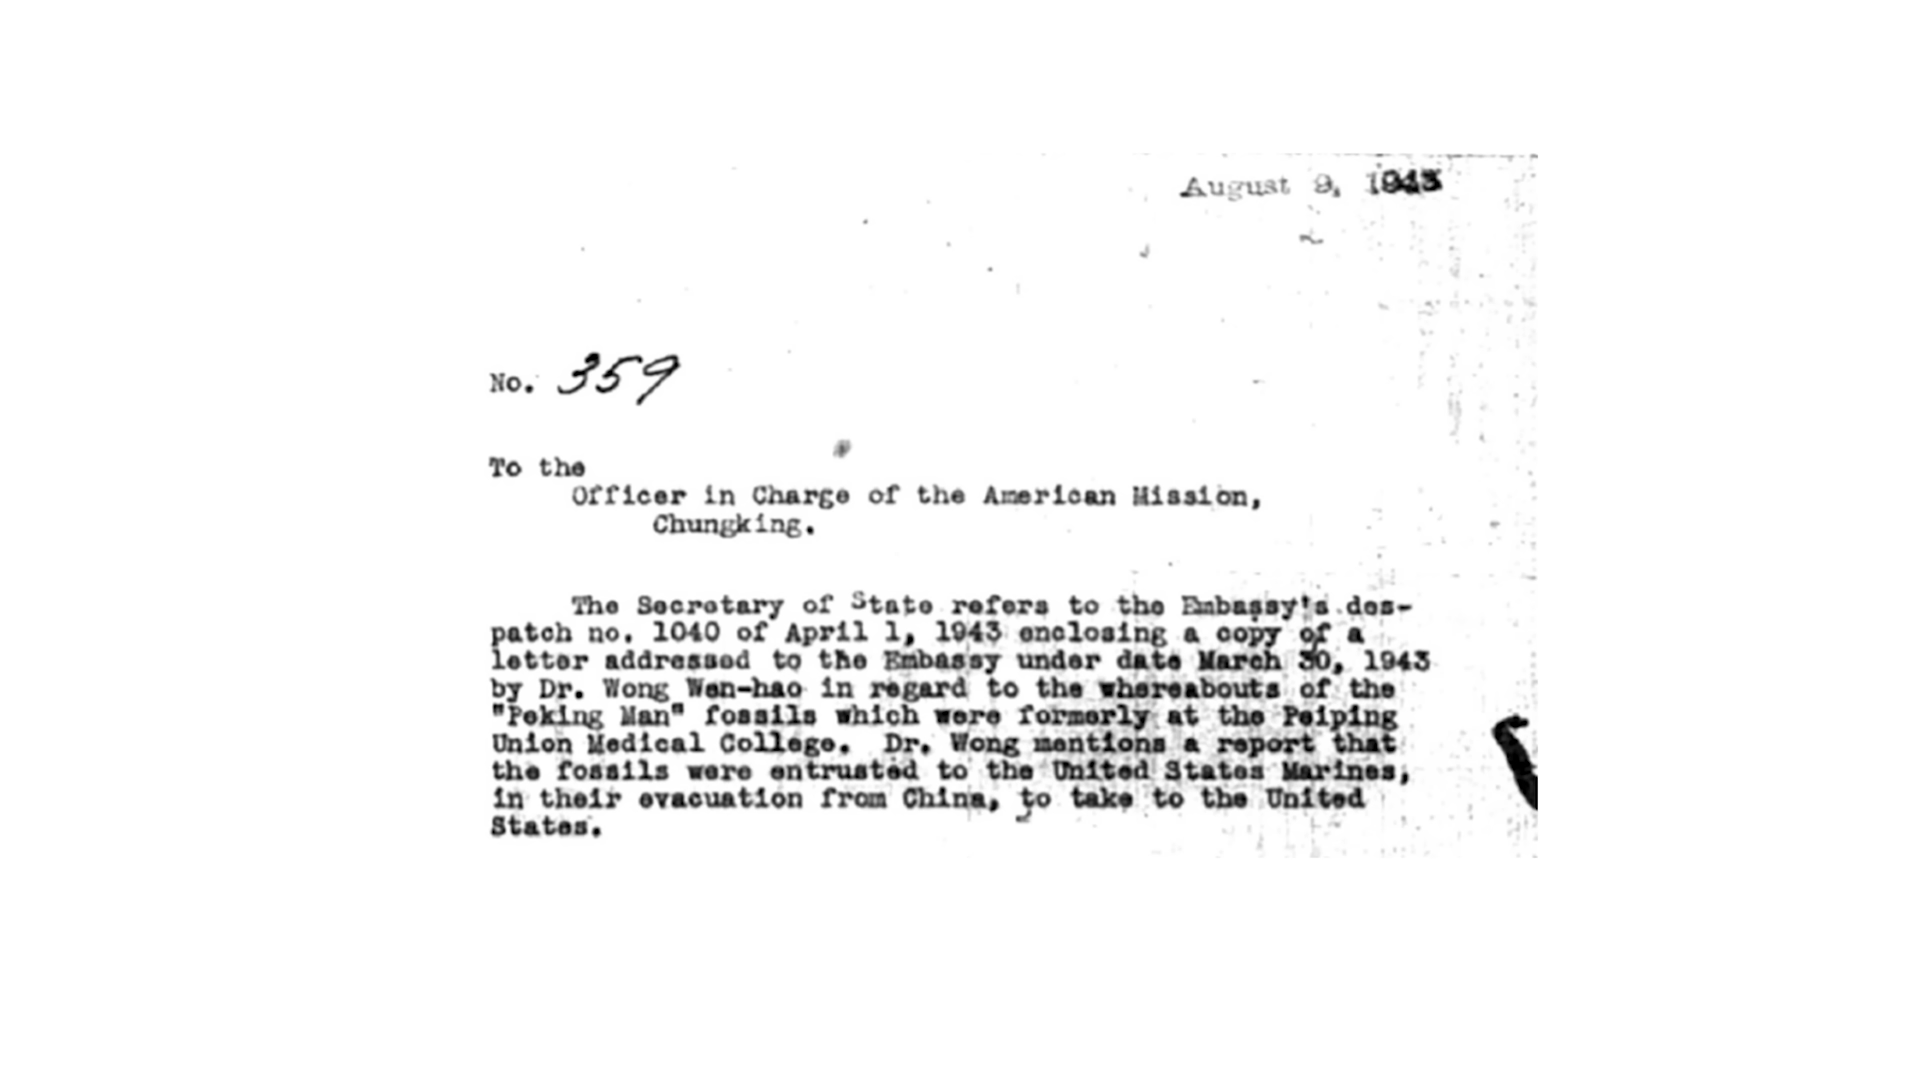 August 9, 1943
No. 359
To the
Officer in Charge of the American Mission,
Chungking.
The Secretary of State refers to the Embassy's des-
patch no. 1040 of April 1, 1943 enclosing a copy of a
letter addressed to the Embassy under date March 30, 1943
by Dr. Wong Wen-hao in regard to the whereabouts of the
"Peking Man" fossils which were formerly at the Peiping
Union Medical College. Dr. Wong mentions a report that
the fossils were entrusted to the United States Marines,
in their evacuation from China, to take to the United
States.